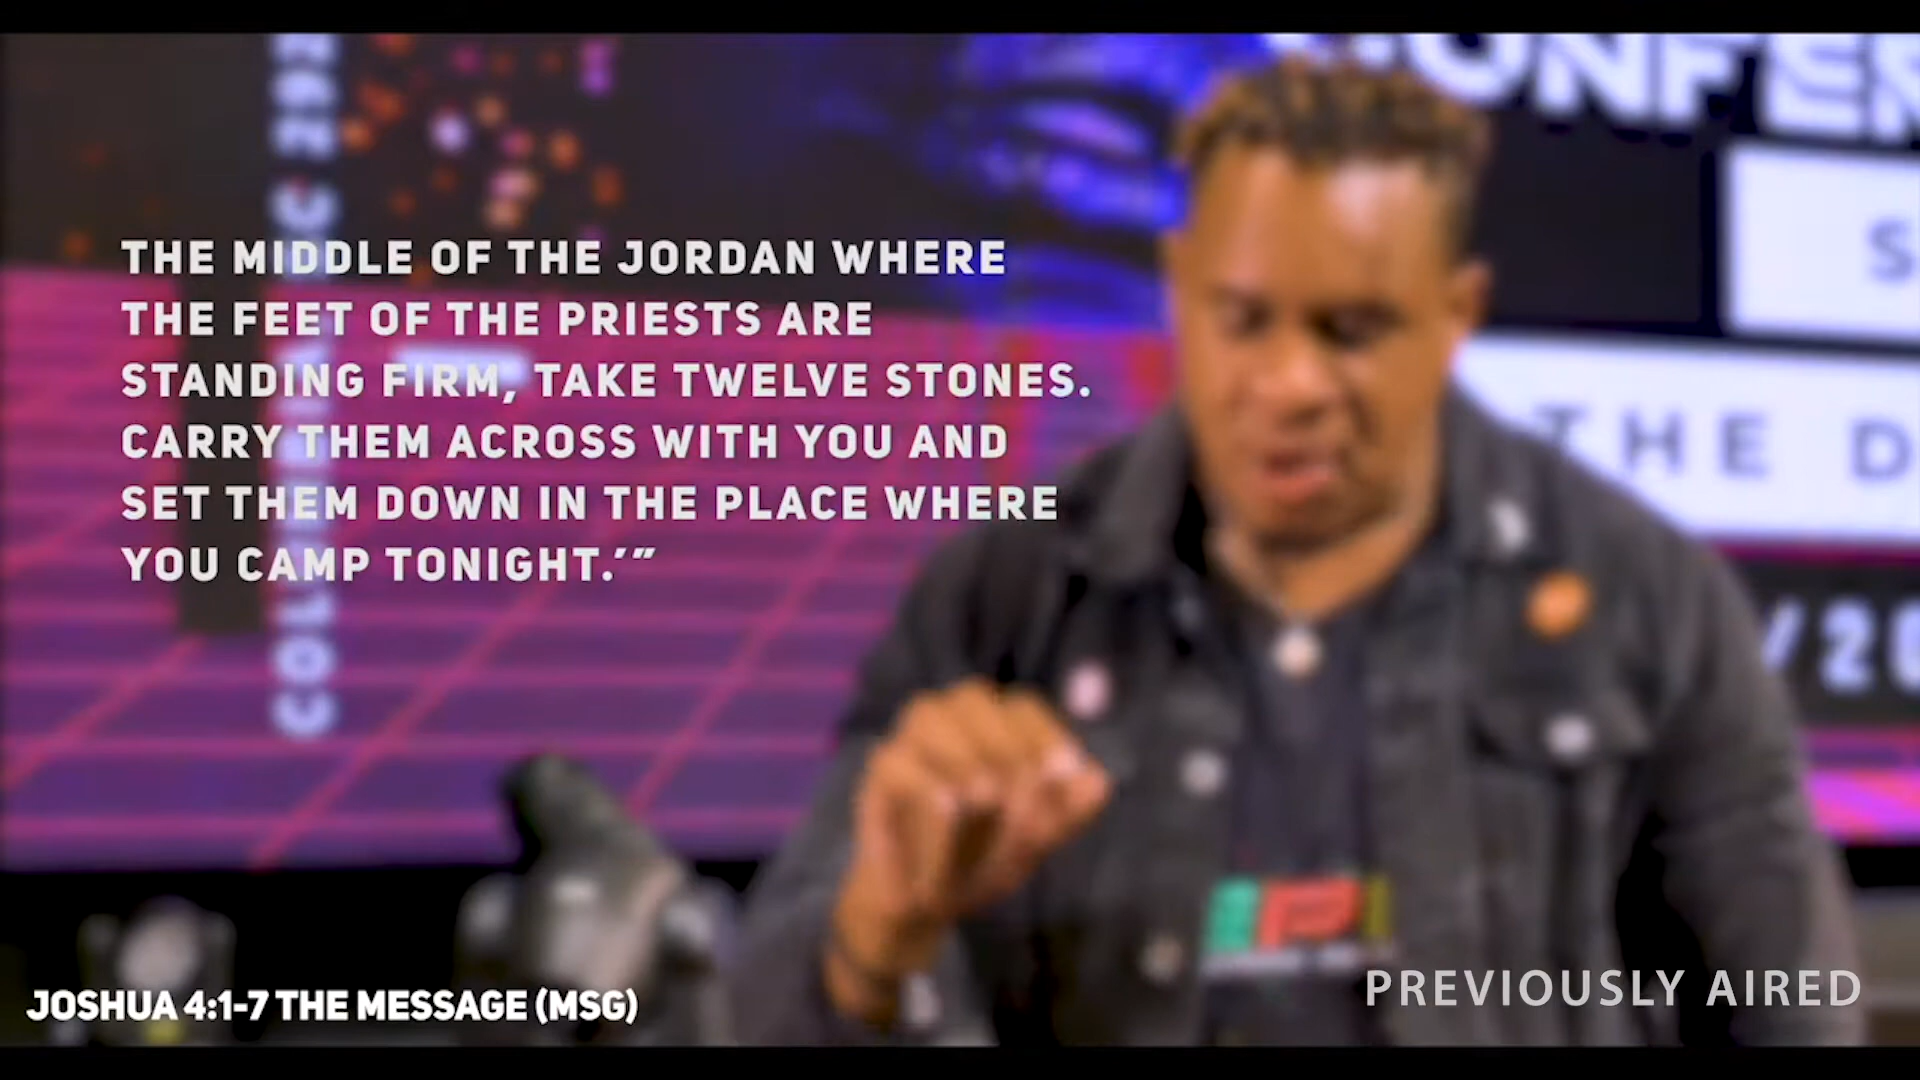 THE MIDDLE OF THE JORDAN WHERE
THE FEET OF THE PRIESTS ARE
STANDING FIRM, TAKE TWELVE STONES.
CARRY THEM ACROSS WITH YOU AND
SET THEM DOWN IN THE PLACE WHERE
YOU CAMP TONIGHT.’”
THE D
/20
JOSHUA 4:1-7 THE MESSAGE (MSG)
PREVIOUSLY AIRED